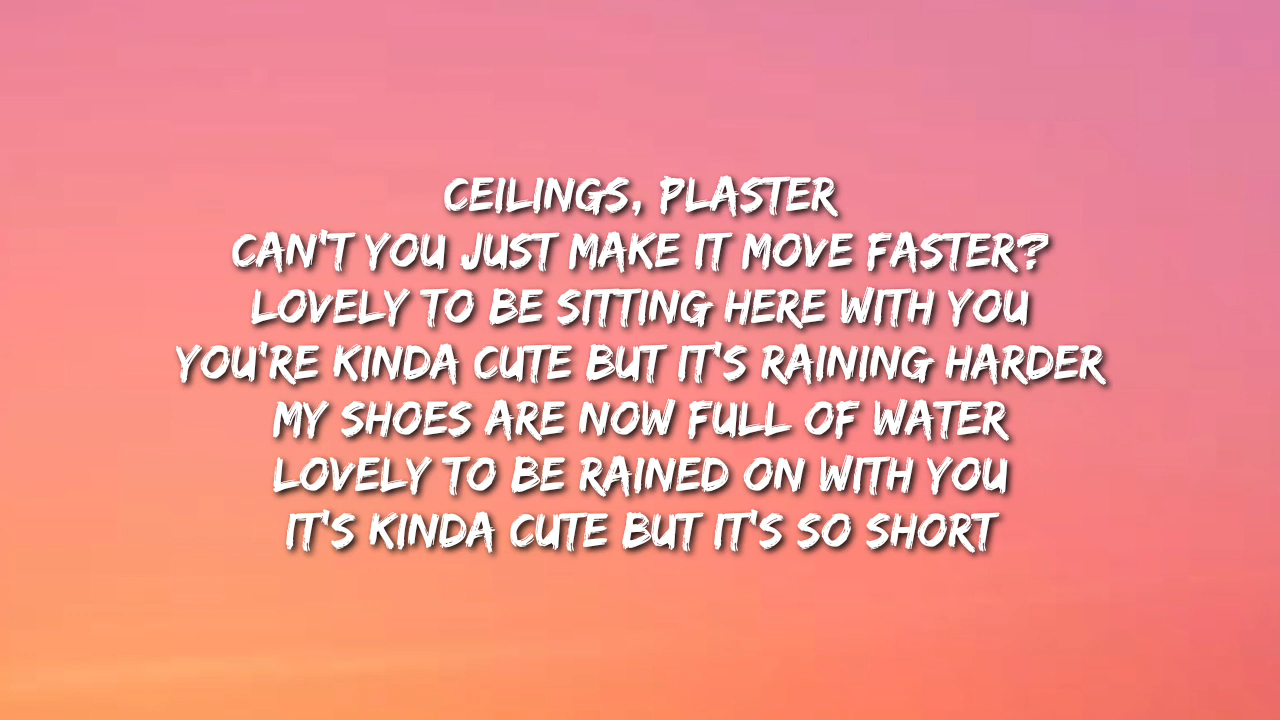 CEILINGS, PLASTER
CAN'T YOU JUST MAKE IT MOVE FASTER?
LOVELY TO BE SITTING HERE WITH YOU
YOU'RE KINDA CUTE BUT IT'S RAINING HARDER
MY SHOES ARE NOW FULL OF WATER
LOVELY TO BE RAINED ON WITH YOU
IT'S KINDA CUTE BUT IT'S SO SHORT